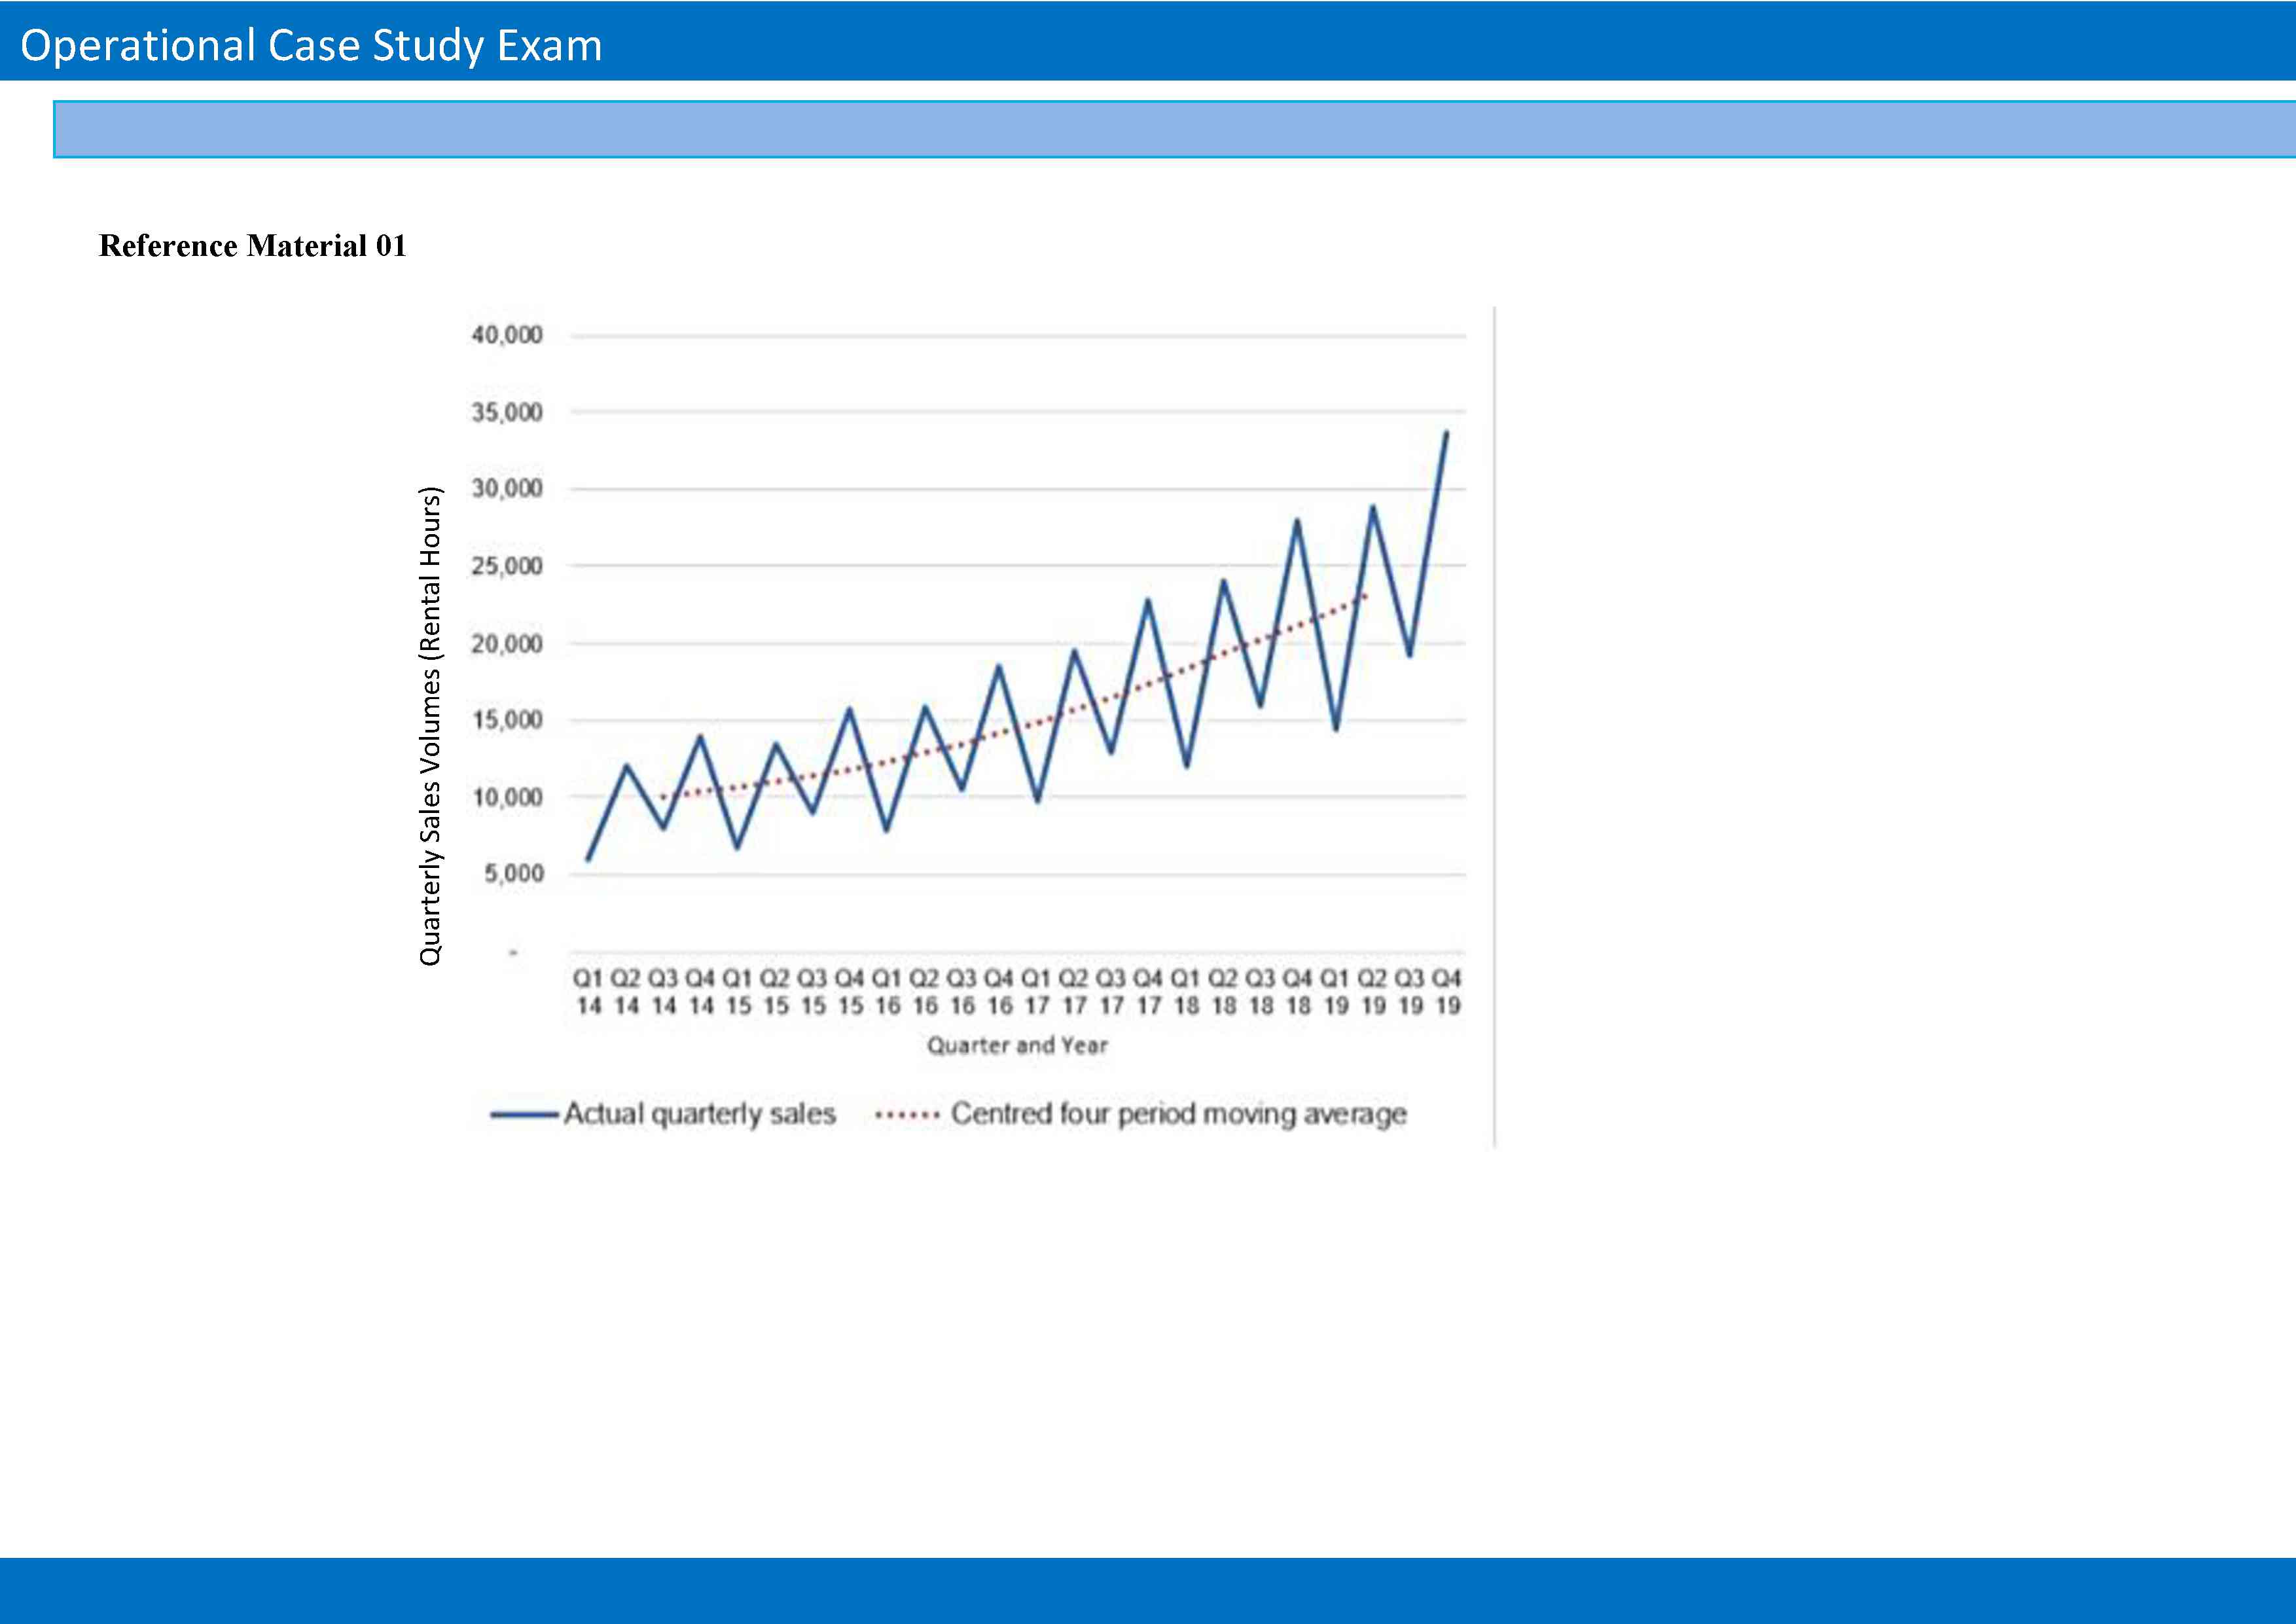 Operational Case Study Exam
Reference Material 01
40,000
35,000
30,000
25,000
20,000
15,000
10,000
5,000
-
Quarterly Sales Volumes (Rental Hours)
Q1 Q2 Q3 Q4 Q1 Q2 Q3 Q4 Q1 Q2 Q3 Q4 Q1 Q2 Q3 Q4 Q1 Q2 Q3 Q4 Q1 Q2 Q3 Q4
14 14 14 14 15 15 15 15 16 16 16 16 17 17 17 17 18 18 18 18 19 19 19 19
Quarter and Year
Actual quarterly sales Centred four period moving average